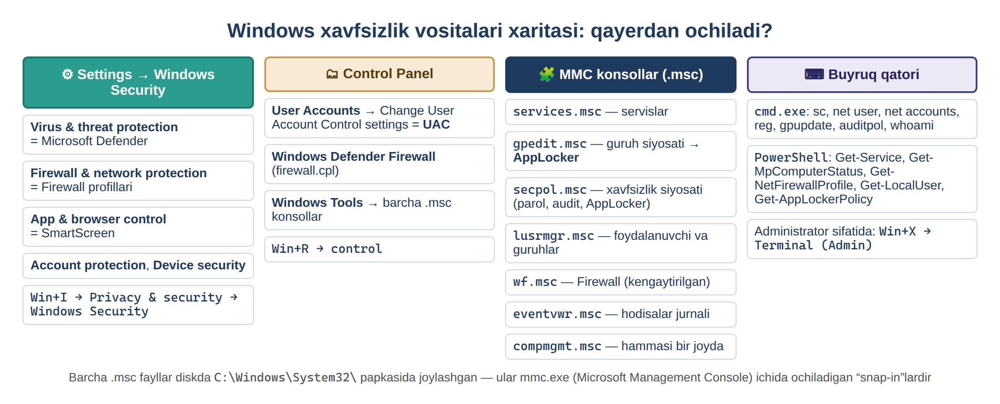 Windows xavfsizlik vositalari xaritasi: qayerdan ochiladi?
⚙ Settings → Windows
Security
Virus & threat protection
= Microsoft Defender
Firewall & network protection
= Firewall profillari
App & browser control
= SmartScreen
Account protection, Device security
Win+I → Privacy & security →
Windows Security
🗂 Control Panel
User Accounts → Change User
Account Control settings = UAC
Windows Defender Firewall
(firewall.cpl)
Windows Tools → barcha .msc
konsollar
Win+R → control
🧩 MMC konsollar (.msc)
services.msc — servislar
gpedit.msc — guruh siyosati →
AppLocker
secpol.msc — xavfsizlik siyosati
(parol, audit, AppLocker)
lusrmgr.msc — foydalanuvchi va
guruhlar
wf.msc — Firewall (kengaytirilgan)
eventvwr.msc — hodisalar jurnali
compmgmt.msc — hammasi bir joyda
⌨ Buyruq qatori
cmd.exe: sc, net user, net accounts,
reg, gpupdate, auditpol, whoami
PowerShell: Get-Service, Get-
MpComputerStatus, Get-
NetFirewallProfile, Get-LocalUser,
Get-AppLockerPolicy
Administrator sifatida: Win+X →
Terminal (Admin)
Barcha .msc fayllar diskda C:\Windows\System32\ papkasida joylashgan — ular mmc.exe (Microsoft Management Console) ichida ochiladigan “snap-in”lardir